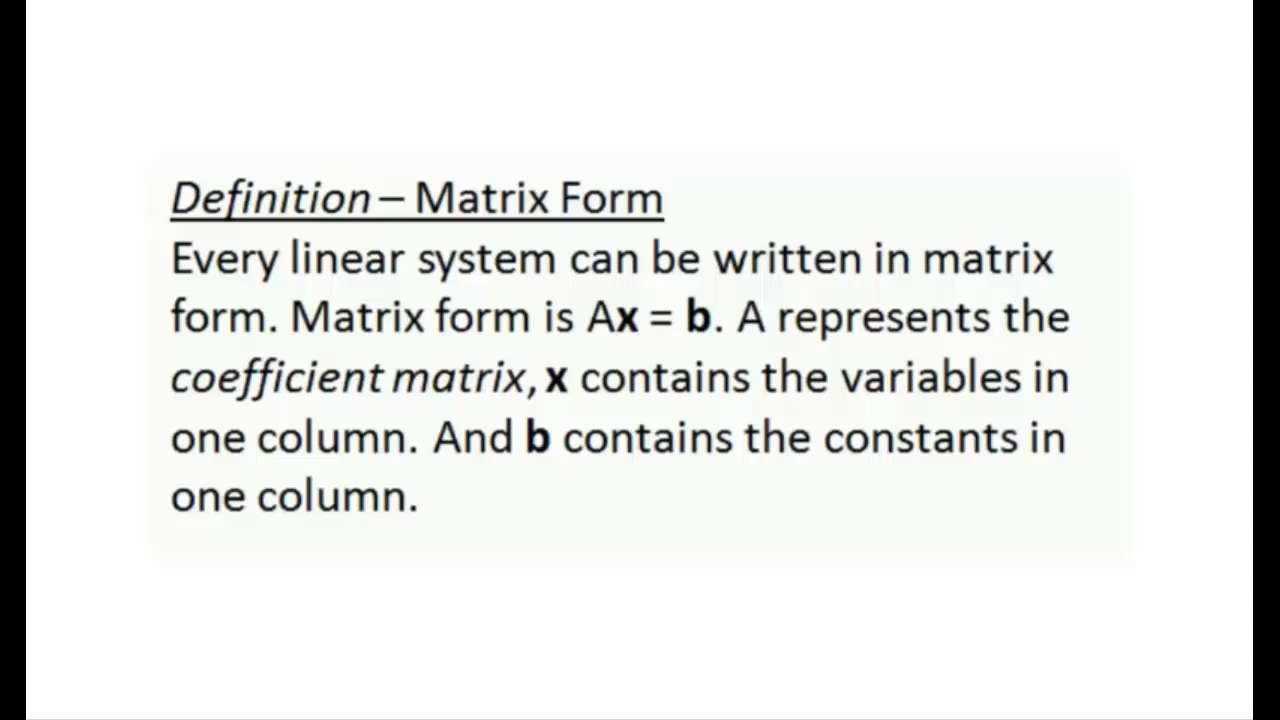 Definition – Matrix Form
Every linear system can be written in matrix
form. Matrix form is Ax = b. A represents the
coefficient matrix, x contains the variables in
one column. And b contains the constants in
one column.